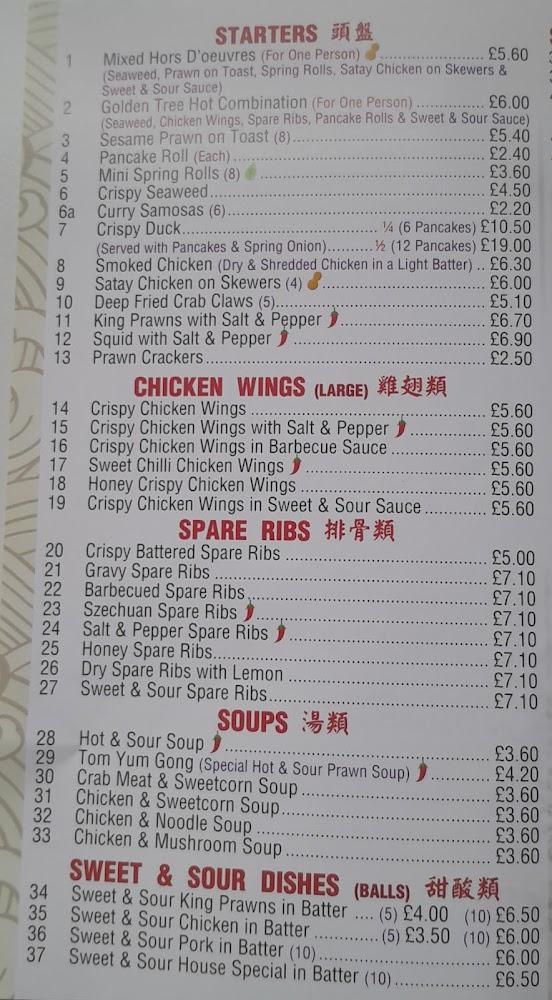 STARTERS 頭盤
1 Mixed Hors D'oeuvres (For One Person) ........ £5.60
(Seaweed, Prawn on Toast, Spring Rolls, Satay Chicken on Skewers &
Sweet & Sour Sauce)
2 Golden Tree Hot Combination (For One Person) ........ £6.00
(Seaweed, Chicken Wings, Spare Ribs, Pancake Rolls & Sweet & Sour Sauce)
3 Sesame Prawn on Toast (8) ........ £5.40
4 Pancake Roll (Each) ........ £2.40
5 Mini Spring Rolls (8) ........ £3.60
6 Crispy Seaweed ........ £4.50
6a Curry Samosas (6) ........ £2.20
7 Crispy Duck ........ ¼ (6 Pancakes) £10.50
(Served with Pancakes & Spring Onion) ........ ½ (12 Pancakes) £19.00
8 Smoked Chicken (Dry & Shredded Chicken in a Light Batter) .. £6.30
9 Satay Chicken on Skewers (4) ........ £6.00
10 Deep Fried Crab Claws (5) ........ £5.10
11 King Prawns with Salt & Pepper ........ £6.70
12 Squid with Salt & Pepper ........ £6.90
13 Prawn Crackers ........ £2.50
CHICKEN WINGS (LARGE) 雞翅類
14 Crispy Chicken Wings ........ £5.60
15 Crispy Chicken Wings with Salt & Pepper ........ £5.60
16 Crispy Chicken Wings in Barbecue Sauce ........ £5.60
17 Sweet Chilli Chicken Wings ........ £5.60
18 Honey Crispy Chicken Wings ........ £5.60
19 Crispy Chicken Wings in Sweet & Sour Sauce ........ £5.60
SPARE RIBS 排骨類
20 Crispy Battered Spare Ribs ........ £5.00
21 Gravy Spare Ribs ........ £7.10
22 Barbecued Spare Ribs ........ £7.10
23 Szechuan Spare Ribs ........ £7.10
24 Salt & Pepper Spare Ribs ........ £7.10
25 Honey Spare Ribs ........ £7.10
26 Dry Spare Ribs with Lemon ........ £7.10
27 Sweet & Sour Spare Ribs ........ £7.10
SOUPS 湯類
28 Hot & Sour Soup ........ £3.60
29 Tom Yum Gong (Special Hot & Sour Prawn Soup) ........ £4.20
30 Crab Meat & Sweetcorn Soup ........ £3.60
31 Chicken & Sweetcorn Soup ........ £3.60
32 Chicken & Noodle Soup ........ £3.60
33 Chicken & Mushroom Soup ........ £3.60
SWEET & SOUR DISHES (BALLS) 甜酸類
34 Sweet & Sour King Prawns in Batter .... (5) £4.00 (10) £6.50
35 Sweet & Sour Chicken in Batter ........ (5) £3.50 (10) £6.00
36 Sweet & Sour Pork in Batter (10) ........ £6.00
37 Sweet & Sour House Special in Batter (10) ........ £6.50